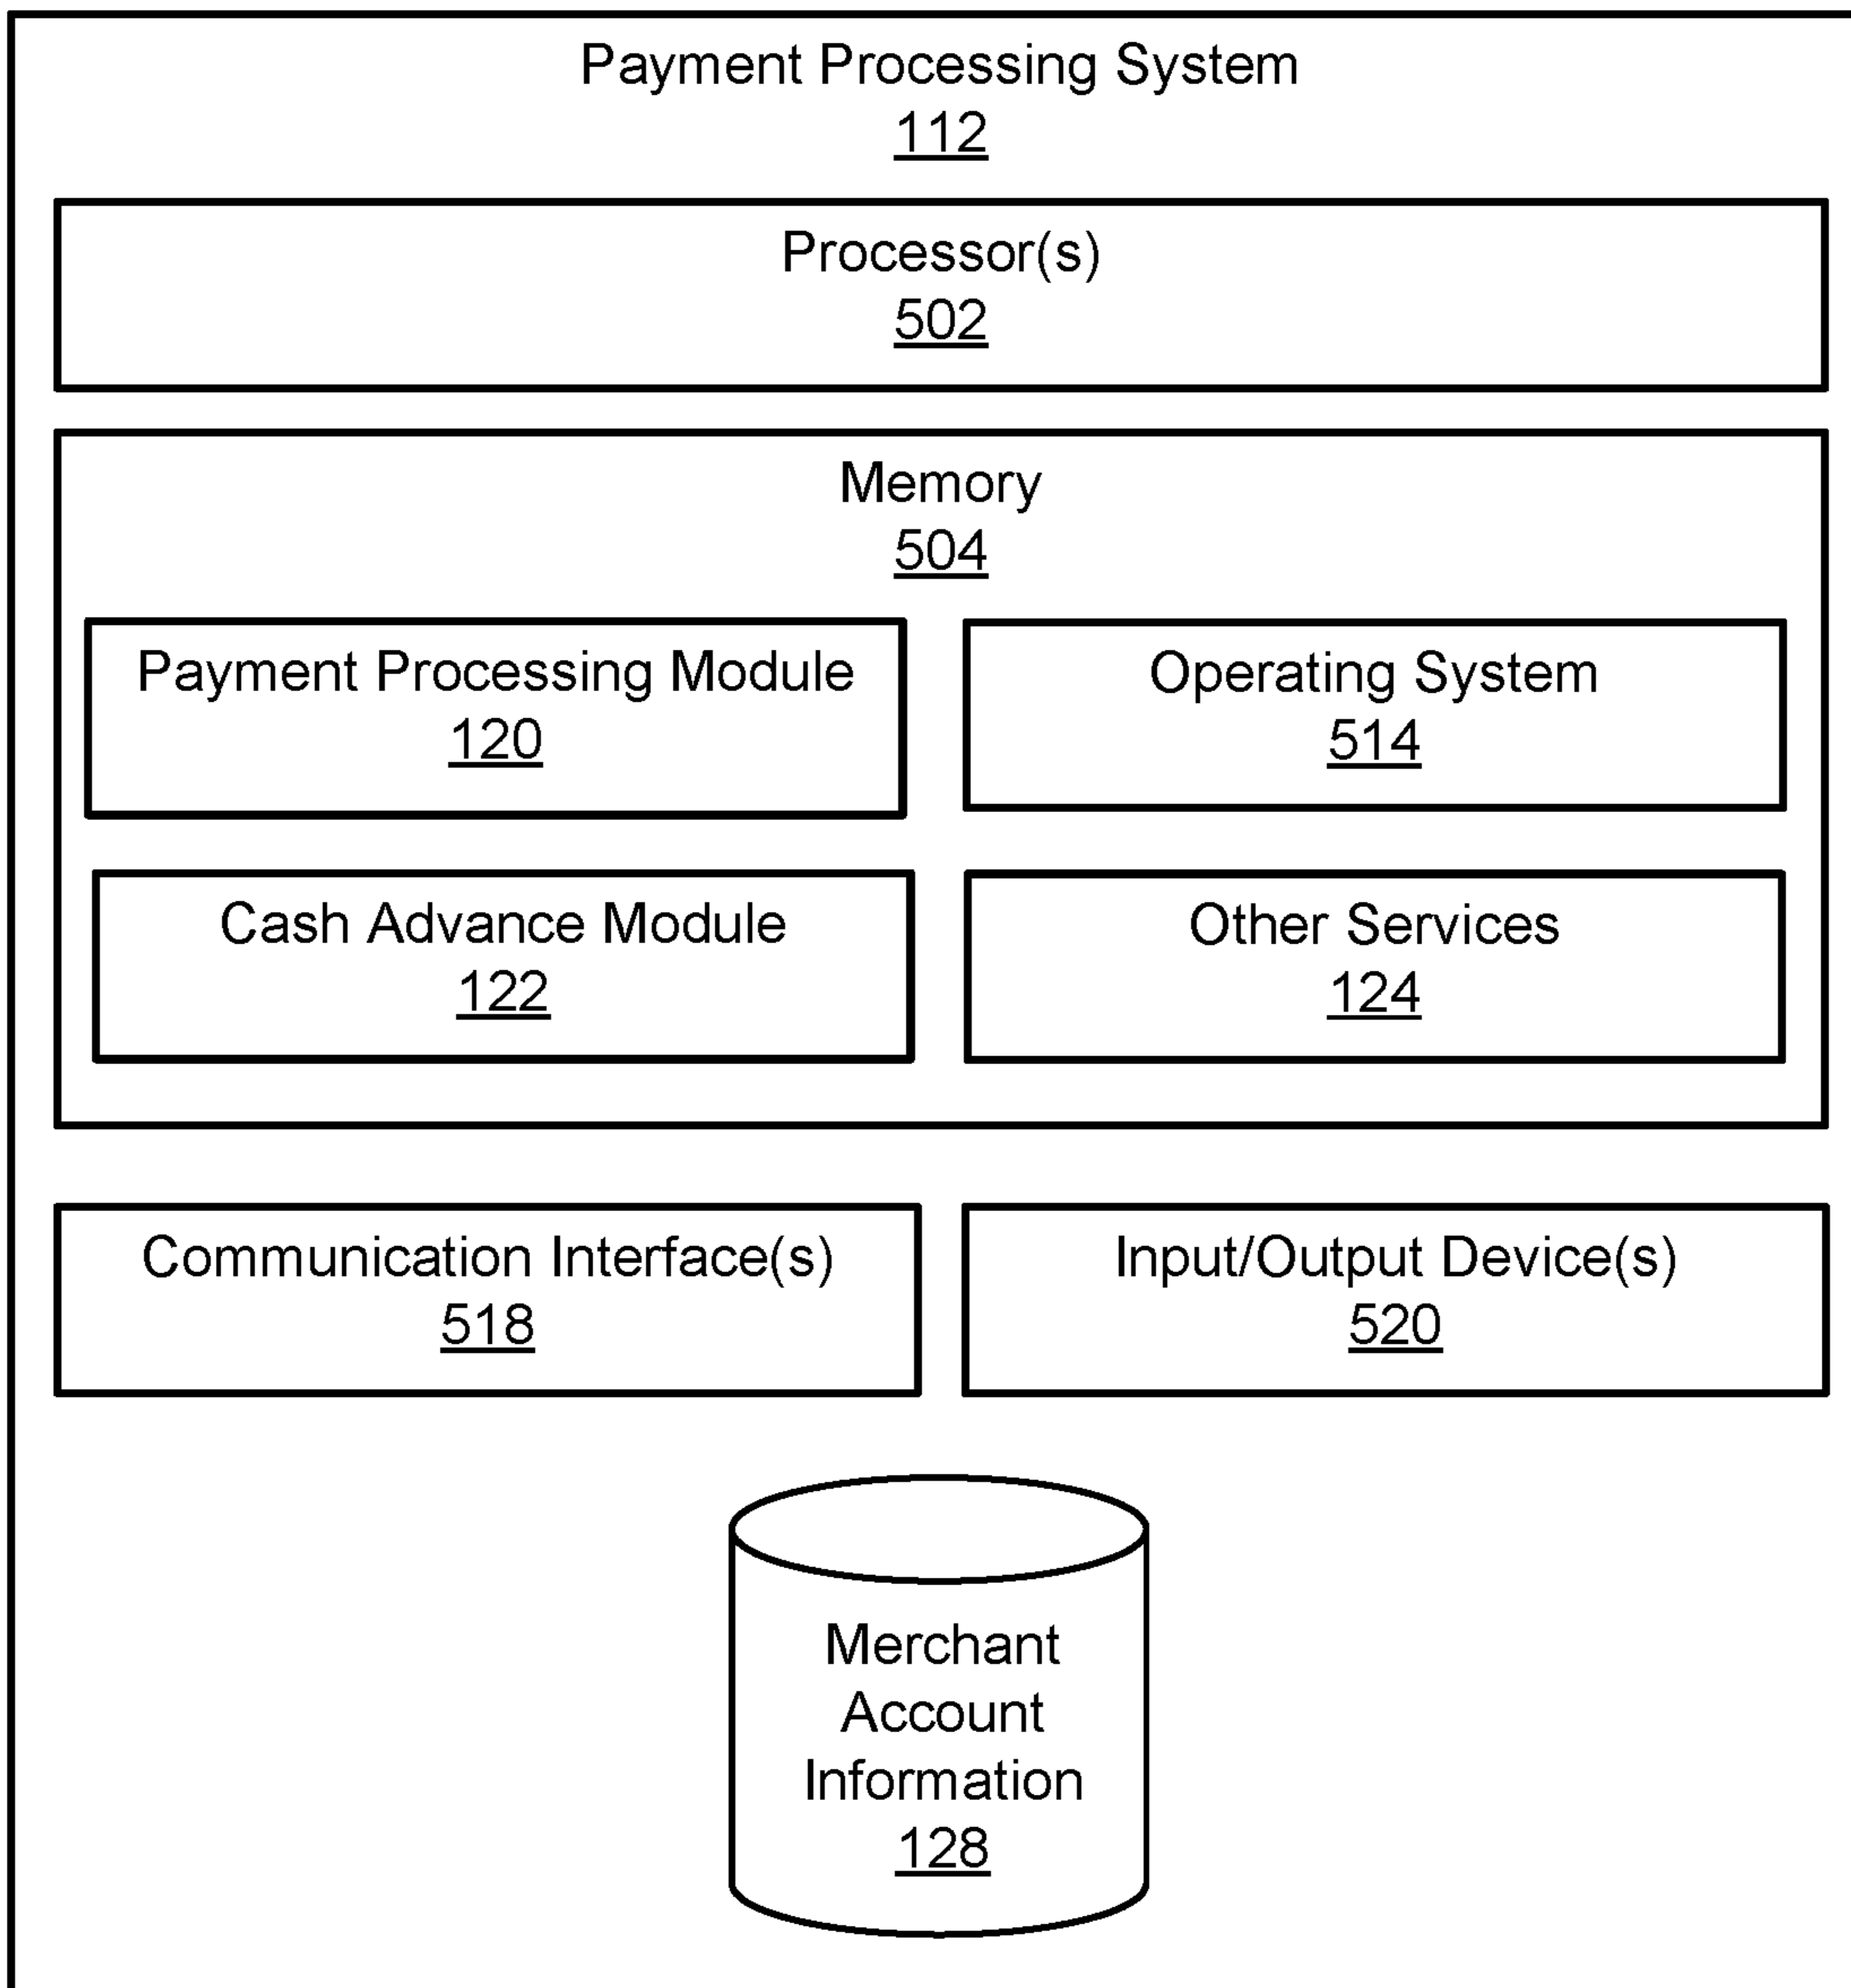 Payment Processing System
112
Processor(s)
502
Memory
504
Payment Processing Module
120
Operating System
514
Cash Advance Module
122
Other Services
124
Communication Interface(s)
518
Input/Output Device(s)
520
Merchant
Account
Information
128